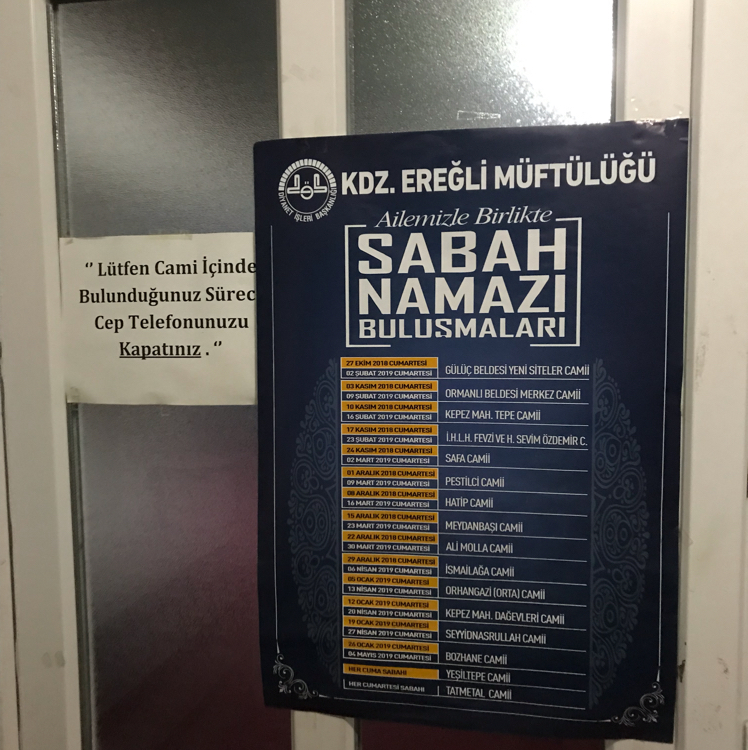 ‘‘ Lütfen Cami İçinde
Bulunduğunuz Sürec
Cep Telefonunuzu
Kapatınız . ‘’
DİYANET İŞLERİ BAŞKANLIĞI
KDZ. EREĞLİ MÜFTÜLÜĞÜ
Ailemizle Birlikte
SABAH
NAMAZI
BULUŞMALARI
27 EKİM 2018 CUMARTESİ
02 ŞUBAT 2019 CUMARTESİ
GÜLÜÇ BELDESİ YENİ SİTELER CAMİİ
03 KASIM 2018 CUMARTESİ
09 ŞUBAT 2019 CUMARTESİ
ORMANLI BELDESİ MERKEZ CAMİİ
10 KASIM 2018 CUMARTESİ
16 ŞUBAT 2019 CUMARTESİ
KEPEZ MAH. TEPE CAMİİ
17 KASIM 2018 CUMARTESİ
23 ŞUBAT 2019 CUMARTESİ
İ.H.L.H. FEVZİ VE H. SEVİM ÖZDEMİR C.
24 KASIM 2018 CUMARTESİ
02 MART 2019 CUMARTESİ
SAFA CAMİİ
01 ARALIK 2018 CUMARTESİ
09 MART 2019 CUMARTESİ
PESTİLCİ CAMİİ
08 ARALIK 2018 CUMARTESİ
16 MART 2019 CUMARTESİ
HATİP CAMİİ
15 ARALIK 2018 CUMARTESİ
23 MART 2019 CUMARTESİ
MEYDANBAŞI CAMİİ
22 ARALIK 2018 CUMARTESİ
30 MART 2019 CUMARTESİ
ALİ MOLLA CAMİİ
29 ARALIK 2018 CUMARTESİ
06 NİSAN 2019 CUMARTESİ
İSMAİLAĞA CAMİİ
05 OCAK 2019 CUMARTESİ
13 NİSAN 2019 CUMARTESİ
ORHANGAZİ (ORTA) CAMİİ
12 OCAK 2019 CUMARTESİ
20 NİSAN 2019 CUMARTESİ
KEPEZ MAH. DAĞEVLERİ CAMİİ
19 OCAK 2019 CUMARTESİ
27 NİSAN 2019 CUMARTESİ
SEYYİDNASRULLAH CAMİİ
26 OCAK 2019 CUMARTESİ
04 MAYIS 2019 CUMARTESİ
BOZHANE CAMİİ
HER CUMA SABAHI
YEŞİLTEPE CAMİİ
HER CUMARTESİ SABAHI
TATMETAL CAMİİ